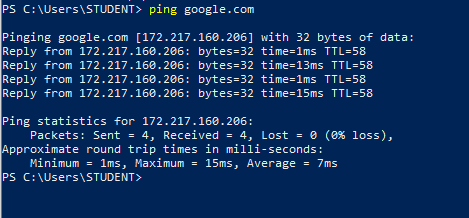 PS C:\Users\STUDENT> ping google.com
Pinging google.com [172.217.160.206] with 32 bytes of data:
Reply from 172.217.160.206: bytes=32 time=1ms TTL=58
Reply from 172.217.160.206: bytes=32 time=13ms TTL=58
Reply from 172.217.160.206: bytes=32 time=1ms TTL=58
Reply from 172.217.160.206: bytes=32 time=15ms TTL=58
Ping statistics for 172.217.160.206:
    Packets: Sent = 4, Received = 4, Lost = 0 (0% loss),
Approximate round trip times in milli-seconds:
    Minimum = 1ms, Maximum = 15ms, Average = 7ms
PS C:\Users\STUDENT>